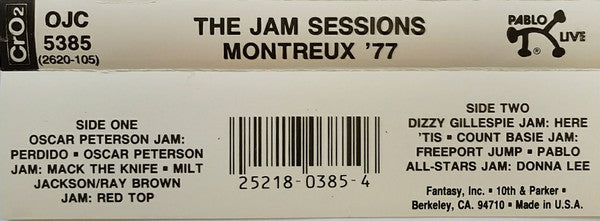 CrO2
OJC
5385
(2620-105)
THE JAM SESSIONS
MONTREUX '77
PABLO
LIVE
®
SIDE ONE
OSCAR PETERSON JAM:
PERDIDO ▪ OSCAR PETERSON
JAM: MACK THE KNIFE ▪ MILT
JACKSON/RAY BROWN
JAM: RED TOP
25218-0385-4
SIDE TWO
DIZZY GILLESPIE JAM: HERE
'TIS ▪ COUNT BASIE JAM:
FREEPORT JUMP ▪ PABLO
ALL-STARS JAM: DONNA LEE
Fantasy, Inc. ▪ 10th & Parker ▪
Berkeley, CA. 94710 ▪ Made in U.S.A.